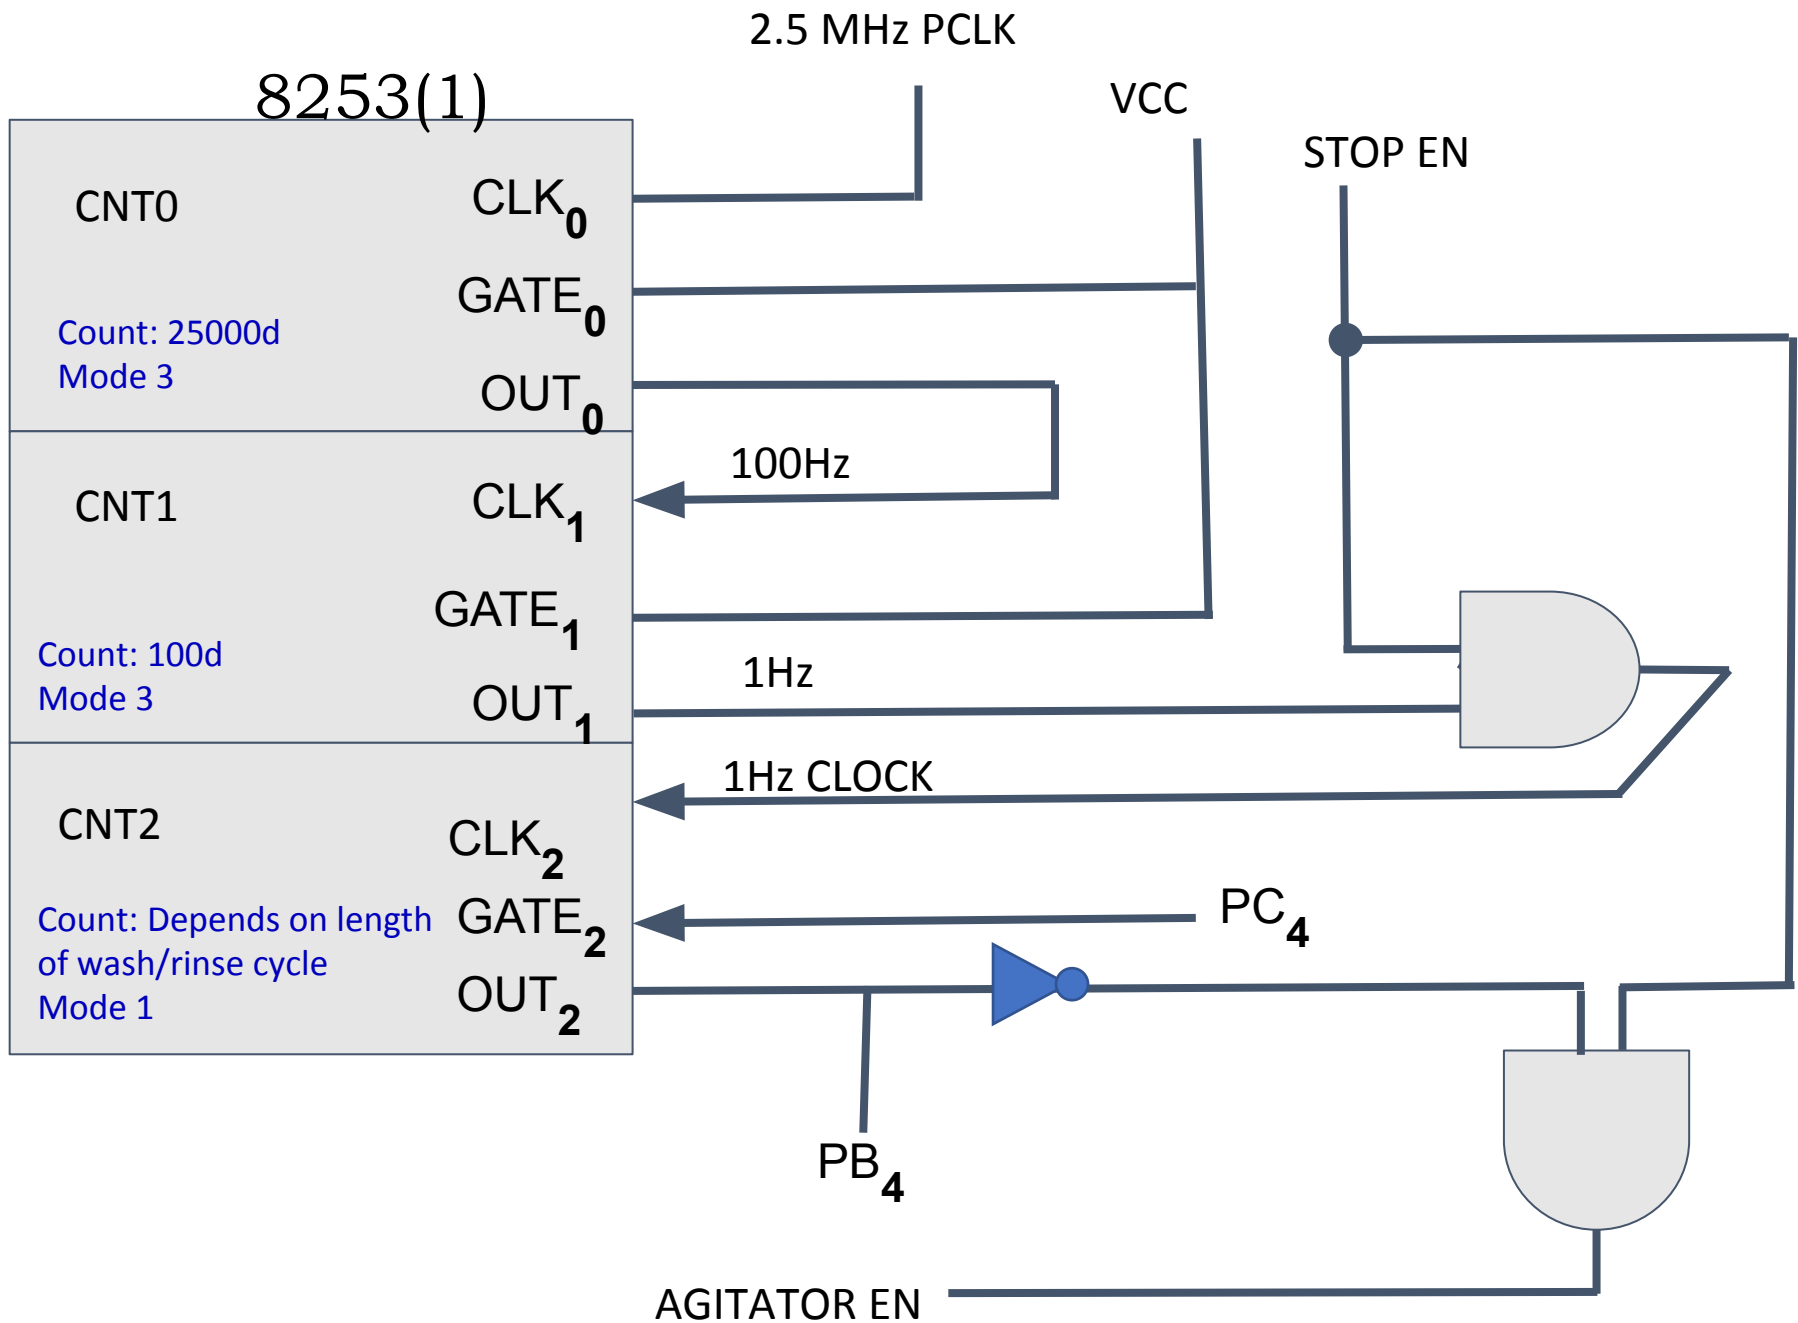 2.5 MHz PCLK
8253(1)
VCC
STOP EN
CNT0
CLK0
GATE0
Count: 25000d
Mode 3
OUT0
100Hz
CNT1
CLK1
GATE1
Count: 100d
Mode 3
1Hz
OUT1
1Hz CLOCK
CNT2
CLK2
Count: Depends on length
of wash/rinse cycle
Mode 1
GATE2
PC4
OUT2
PB4
AGITATOR EN